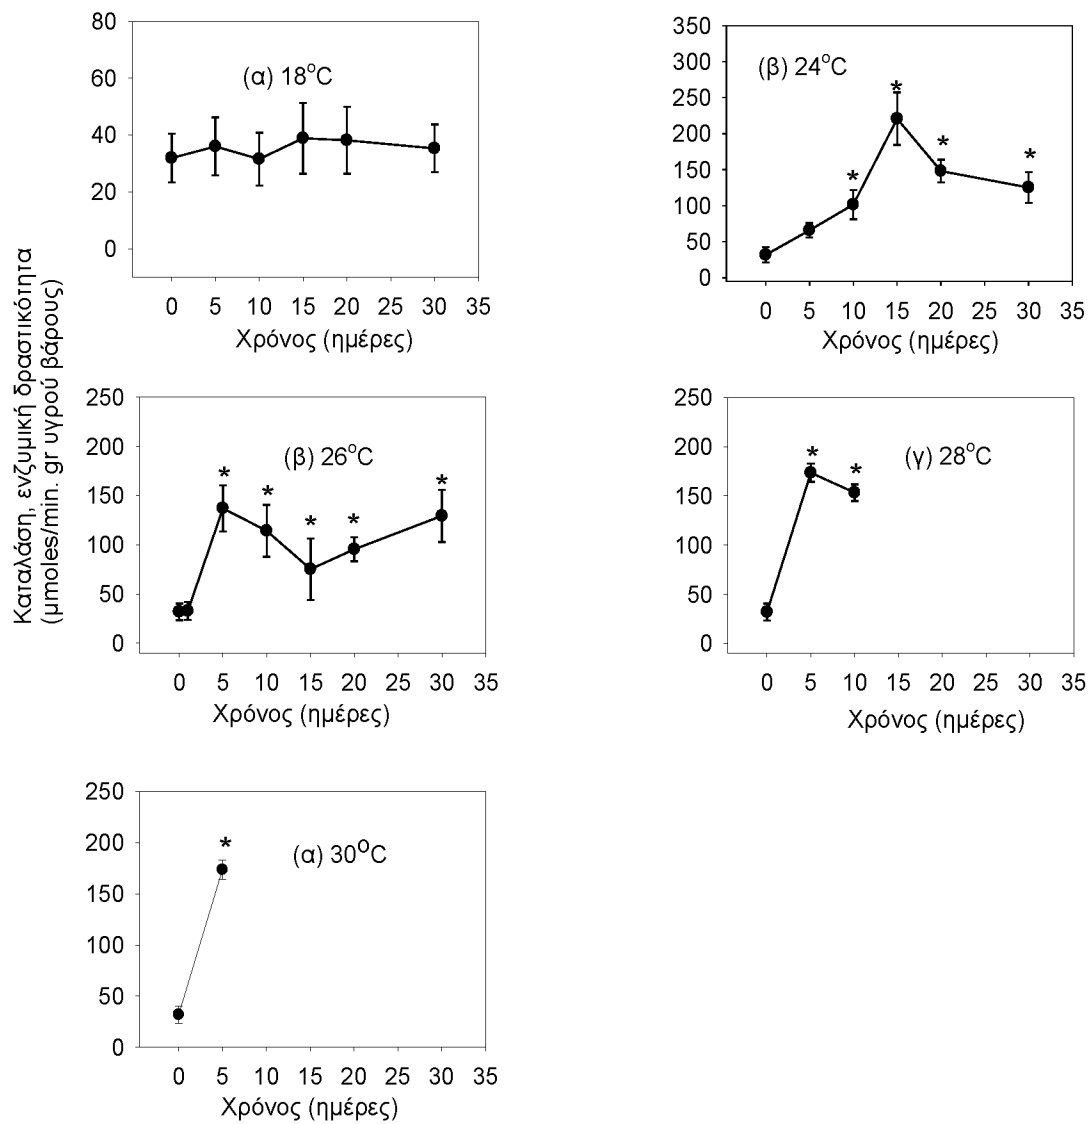 Καταλάση, ενζυμική δραστικότητα
(μmoles/min. gr υγρού βάρους)
80
60
40
20
0
(α) 18°C
*
0 5 10 15 20 25 30 35
Χρόνος (ημέρες)
350
300
250
200
150
100
50
0
(β) 24°C
* * * *
0 5 10 15 20 25 30 35
Χρόνος (ημέρες)
250
200
150
100
50
0
(β) 26°C
* * * * *
0 5 10 15 20 25 30 35
Χρόνος (ημέρες)
250
200
150
100
50
0
(γ) 28°C
* *
0 5 10 15 20 25 30 35
Χρόνος (ημέρες)
250
200
150
100
50
0
(α) 30°C
*
0 5 10 15 20 25 30 35
Χρόνος (ημέρες)